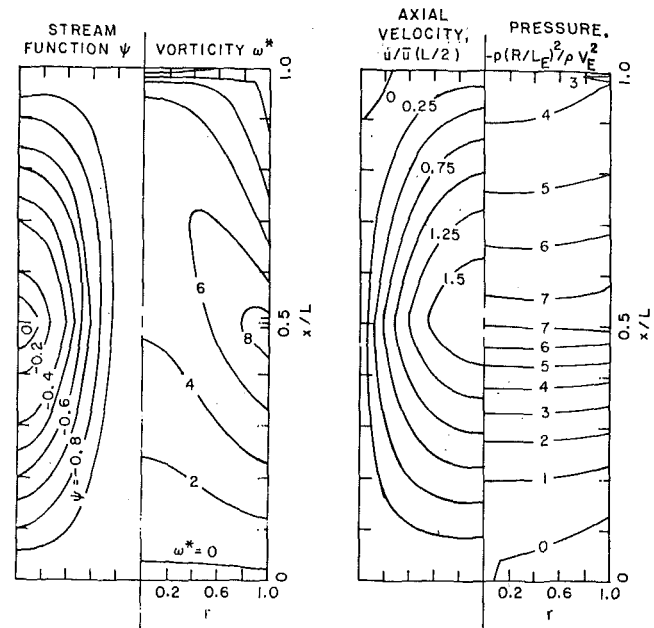 STREAM
FUNCTION ψ
VORTICITY ω*
AXIAL
VELOCITY,
u/ū(L/2)
PRESSURE,
-p(R/L_E)²/ρV_E²
1.0
0.5
x/L
0
0
-0.2
-0.4
-0.6
ψ=-0.8
6
8
4
2
ω*=0
0.2
0.6
1.0
r
0
0.25
0.75
1.25
1.5
3
4
5
6
7
7
6
5
4
3
2
1
0
1.0
0.5
x/L
0
0.2
0.6
1.0
r